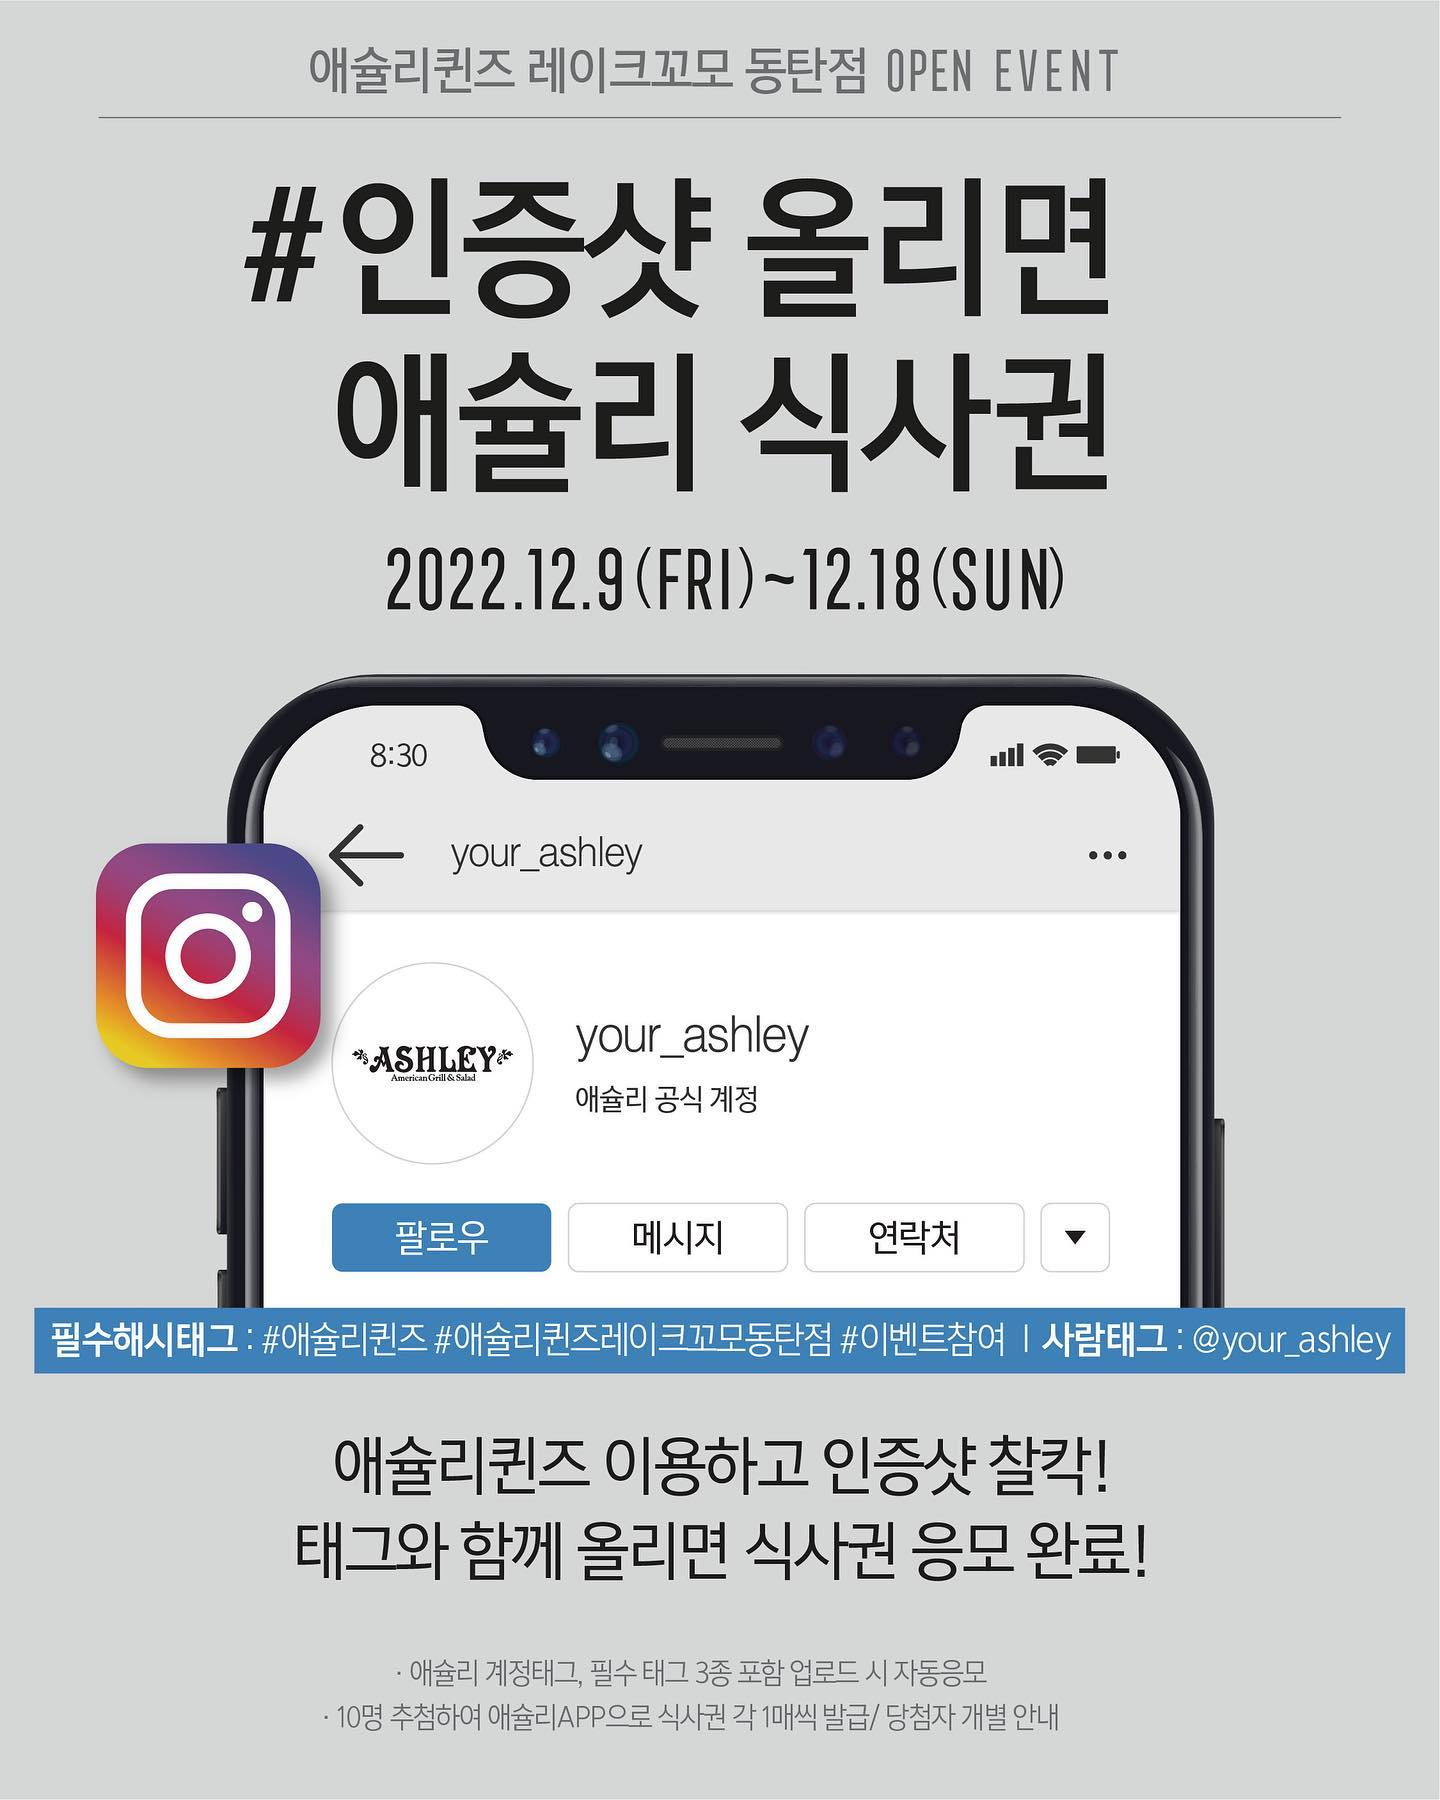 애슐리퀸즈 레이크꼬모 동탄점 OPEN EVENT
#인증샷 올리면
애슐리 식사권
2022.12.9(FRI)~12.18(SUN)
8:30
your_ashley
ASHLEY
American Grill & Salad
your_ashley
애슐리 공식 계정
팔로우 메시지 연락처
필수해시태그 : #애슐리퀸즈 #애슐리퀸즈레이크꼬모동탄점 #이벤트참여 | 사람태그 : @your_ashley
애슐리퀸즈 이용하고 인증샷 찰칵!
태그와 함께 올리면 식사권 응모 완료!
· 애슐리 계정태그, 필수 태그 3종 포함 업로드 시 자동응모
· 10명 추첨하여 애슐리APP으로 식사권 각 1매씩 발급/ 당첨자 개별 안내